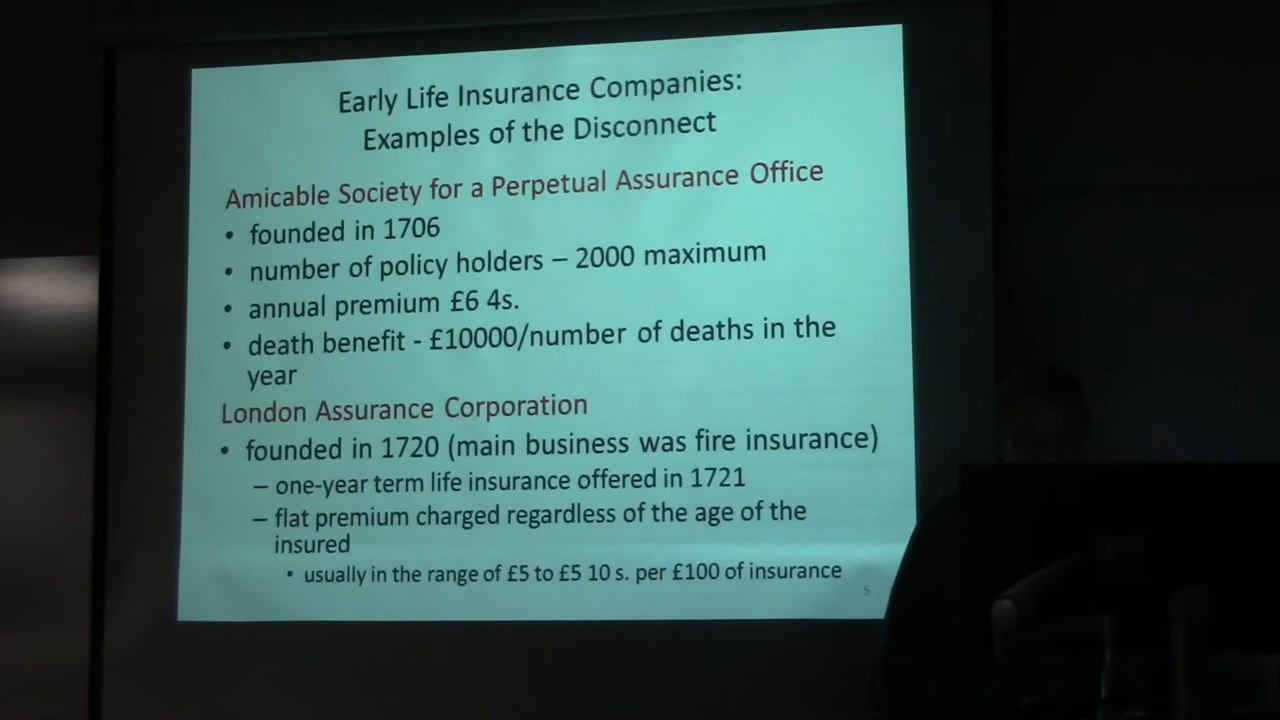 Early Life Insurance Companies:
Examples of the Disconnect
Amicable Society for a Perpetual Assurance Office
• founded in 1706
• number of policy holders – 2000 maximum
• annual premium £6 4s.
• death benefit - £10000/number of deaths in the
year
London Assurance Corporation
• founded in 1720 (main business was fire insurance)
– one-year term life insurance offered in 1721
– flat premium charged regardless of the age of the
insured
• usually in the range of £5 to £5 10 s. per £100 of insurance
5